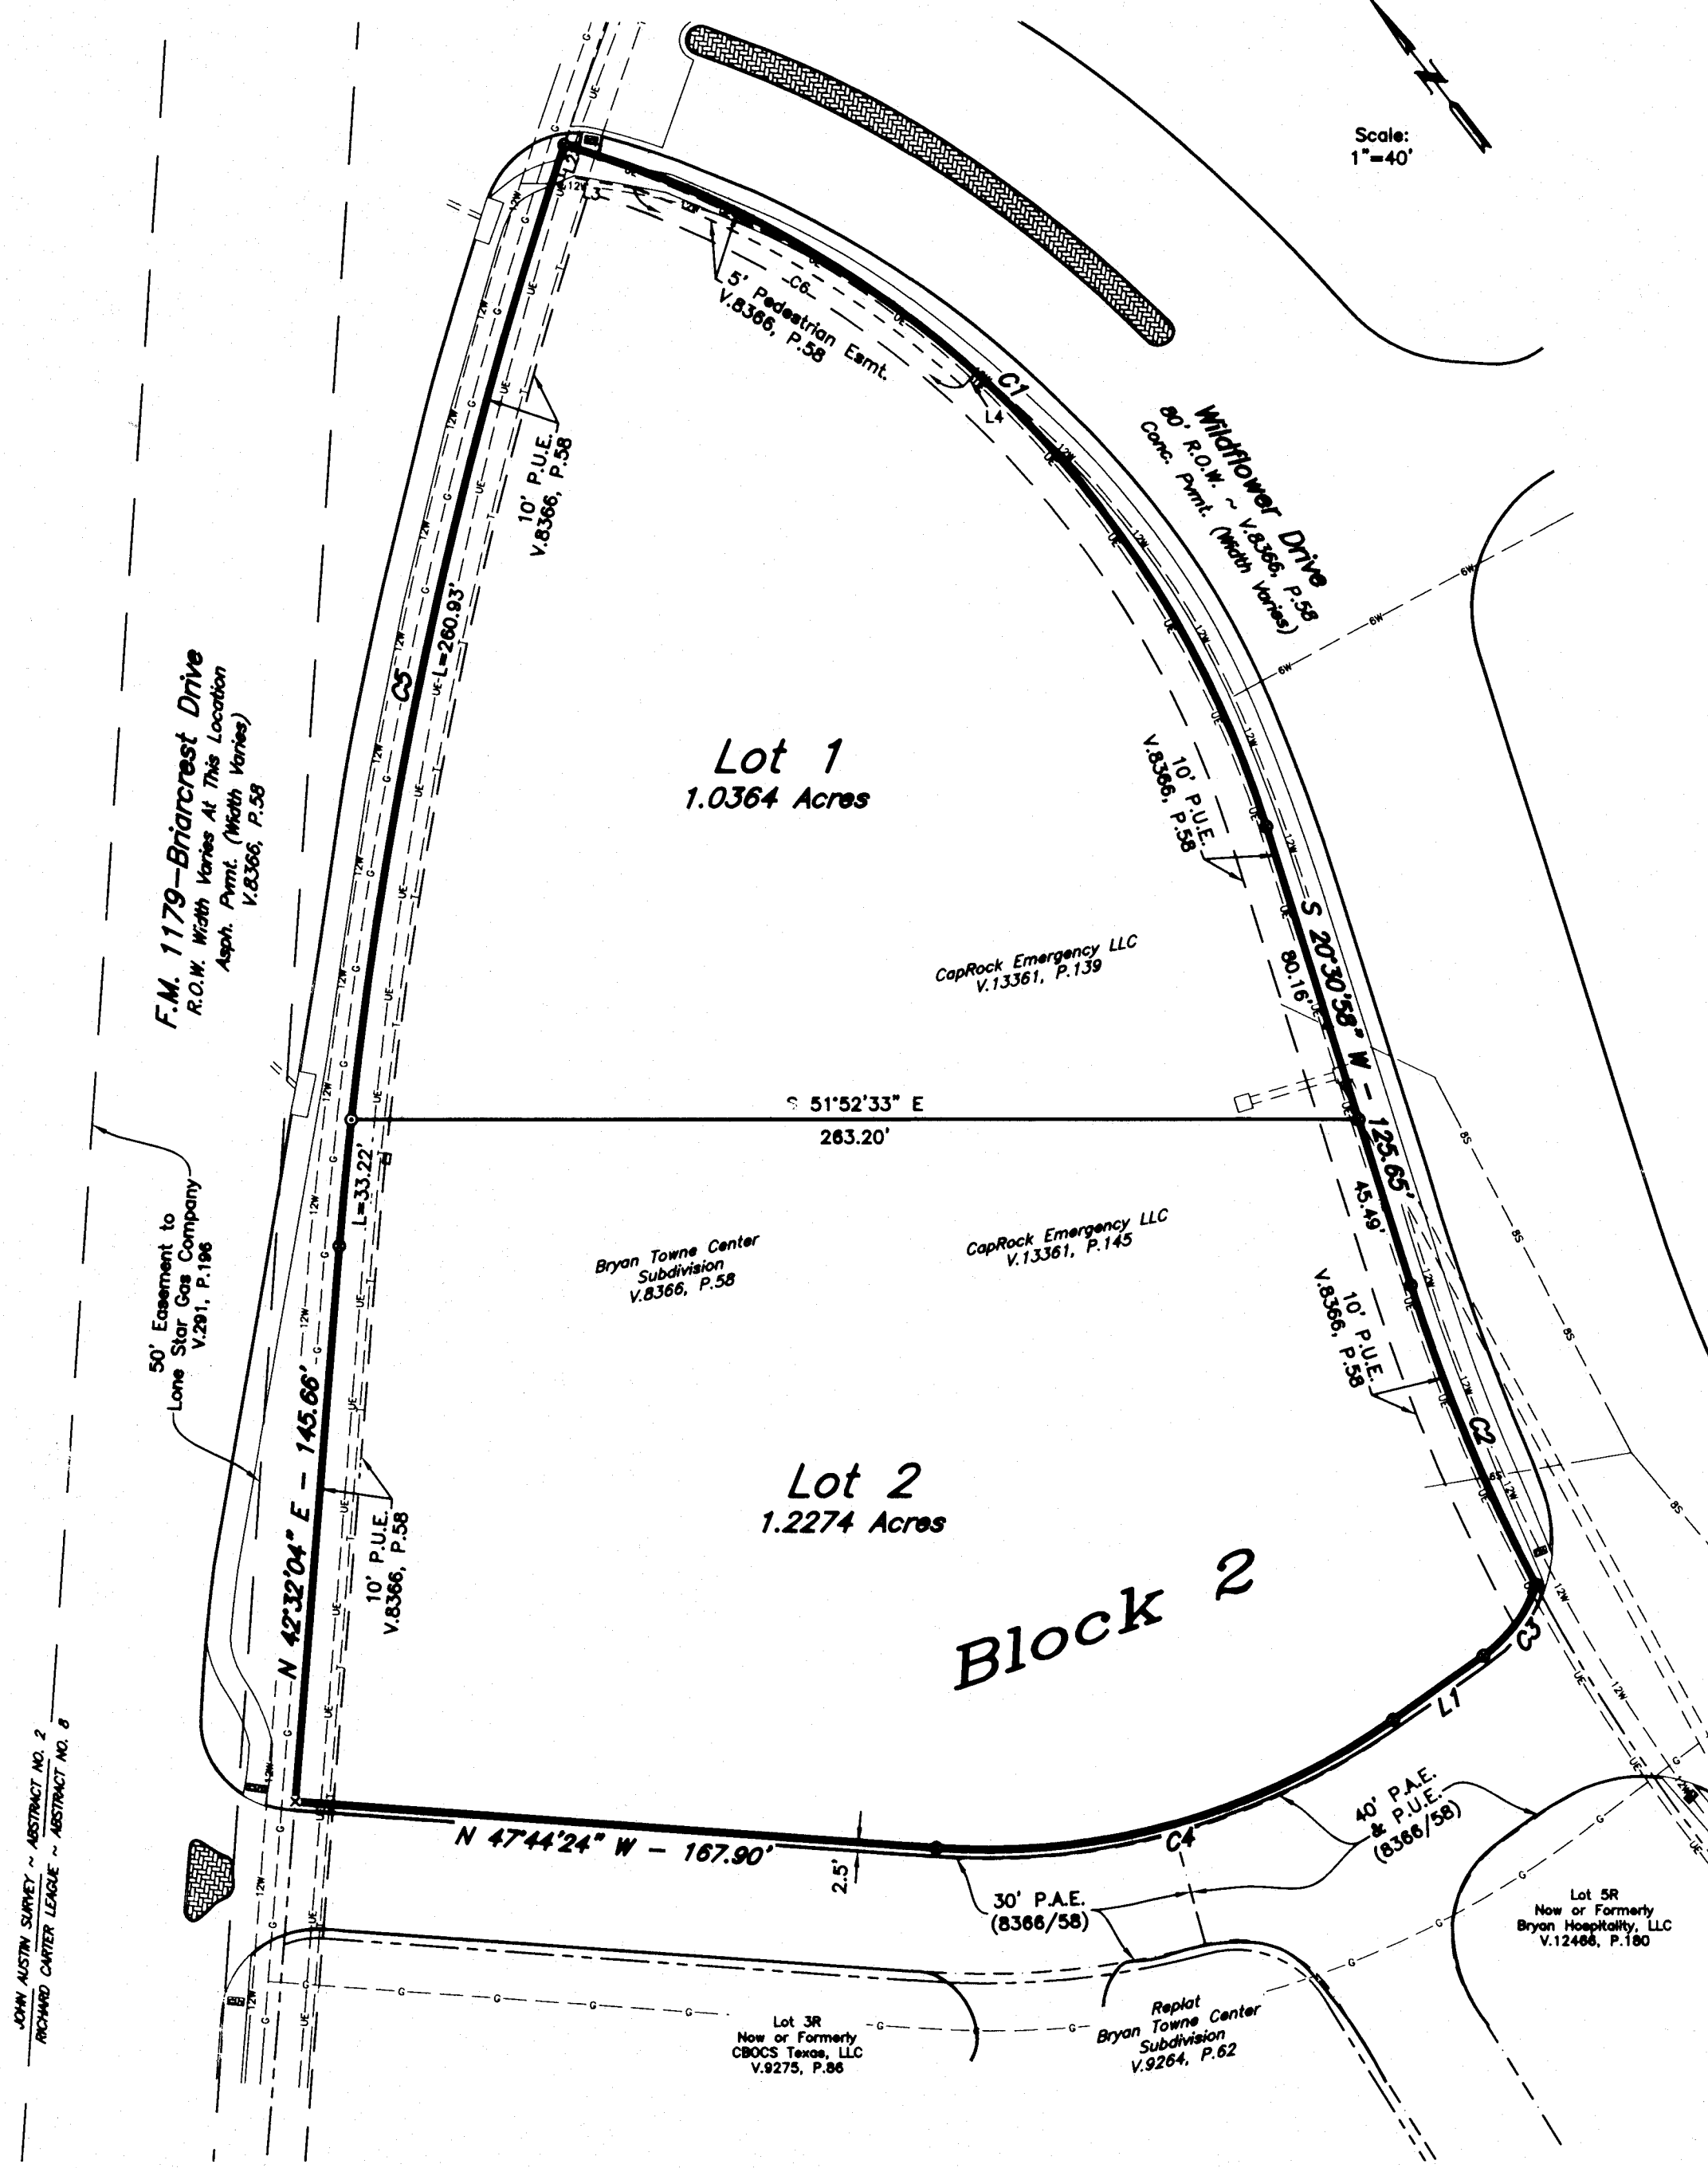 Scale:
1"=40'
L2
L3
C6
5' Pedestrian Esmt.
V.8366, P.58
C1
L4
Wildflower Drive
80' R.O.W. ~ V.8366, P.58
Conc. Pvmt. (Width Varies)
10' P.U.E.
V.8366, P.58
C5
L=260.93'
F.M. 1179-Briarcrest Drive
R.O.W. Width Varies At This Location
Asph. Pvmt. (Width Varies)
V.8366, P.58
Lot 1
1.0364 Acres
10' P.U.E.
V.8366, P.58
CapRock Emergency LLC
V.13361, P.139
S 20°30'58" W - 125.65'
80.16'
S 51°52'33" E
263.20'
L=33.22'
45.49'
50' Easement to
Lone Star Gas Company
V.291, P.196
Bryan Towne Center
Subdivision
V.8366, P.58
CapRock Emergency LLC
V.13361, P.145
10' P.U.E.
V.8366, P.58
N 42°32'04" E - 145.66'
10' P.U.E.
V.8366, P.58
Lot 2
1.2274 Acres
C2
Block 2
C3
L1
C4
N 47°44'24" W - 167.90'
2.5'
40' P.A.E.
& P.U.E.
(8366/58)
30' P.A.E.
(8366/58)
JOHN AUSTIN SURVEY ~ ABSTRACT NO. 2
RICHARD CARTER LEAGUE ~ ABSTRACT NO. 8
Lot 5R
Now or Formerly
Bryan Hospitality, LLC
V.12466, P.180
Lot 3R
Now or Formerly
CBOCS Texas, LLC
V.9275, P.86
Replat
Bryan Towne Center
Subdivision
V.9264, P.62